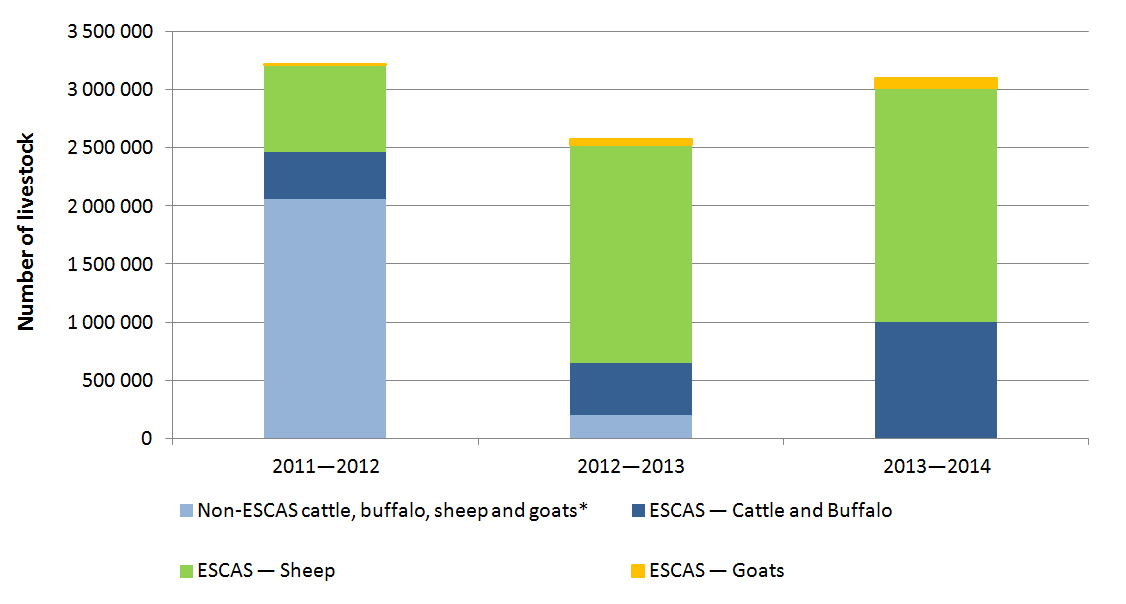 Number of livestock
3 500 000
3 000 000
2 500 000
2 000 000
1 500 000
1 000 000
500 000
0
2011—2012
2012—2013
2013—2014
Non-ESCAS cattle, buffalo, sheep and goats*
ESCAS — Cattle and Buffalo
ESCAS — Sheep
ESCAS — Goats